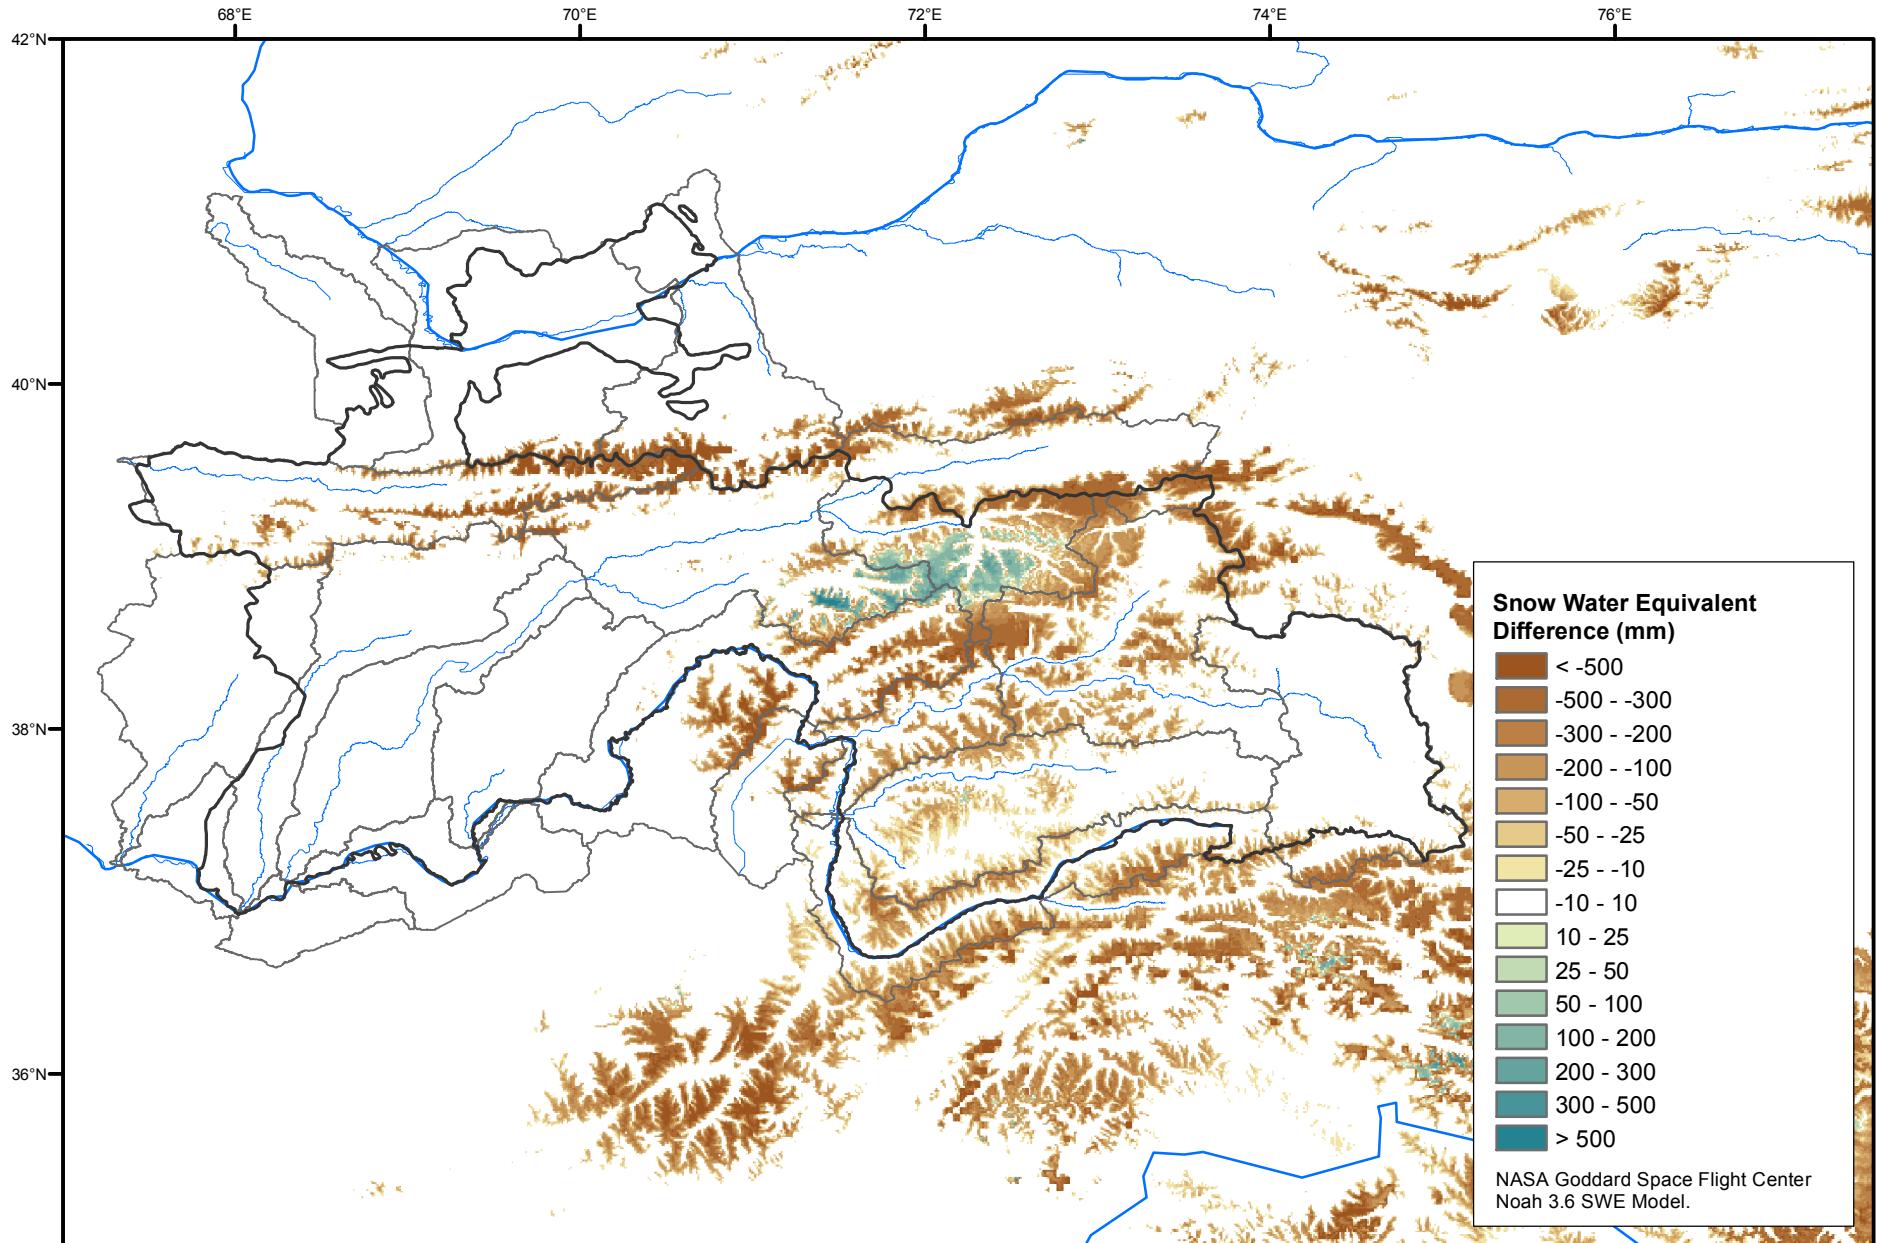 68°E 70°E 72°E 74°E 76°E
42°N
40°N
38°N
36°N
Snow Water Equivalent
Difference (mm)
< -500
-500 - -300
-300 - -200
-200 - -100
-100 - -50
-50 - -25
-25 - -10
-10 - 10
10 - 25
25 - 50
50 - 100
100 - 200
200 - 300
300 - 500
> 500
NASA Goddard Space Flight Center
Noah 3.6 SWE Model.